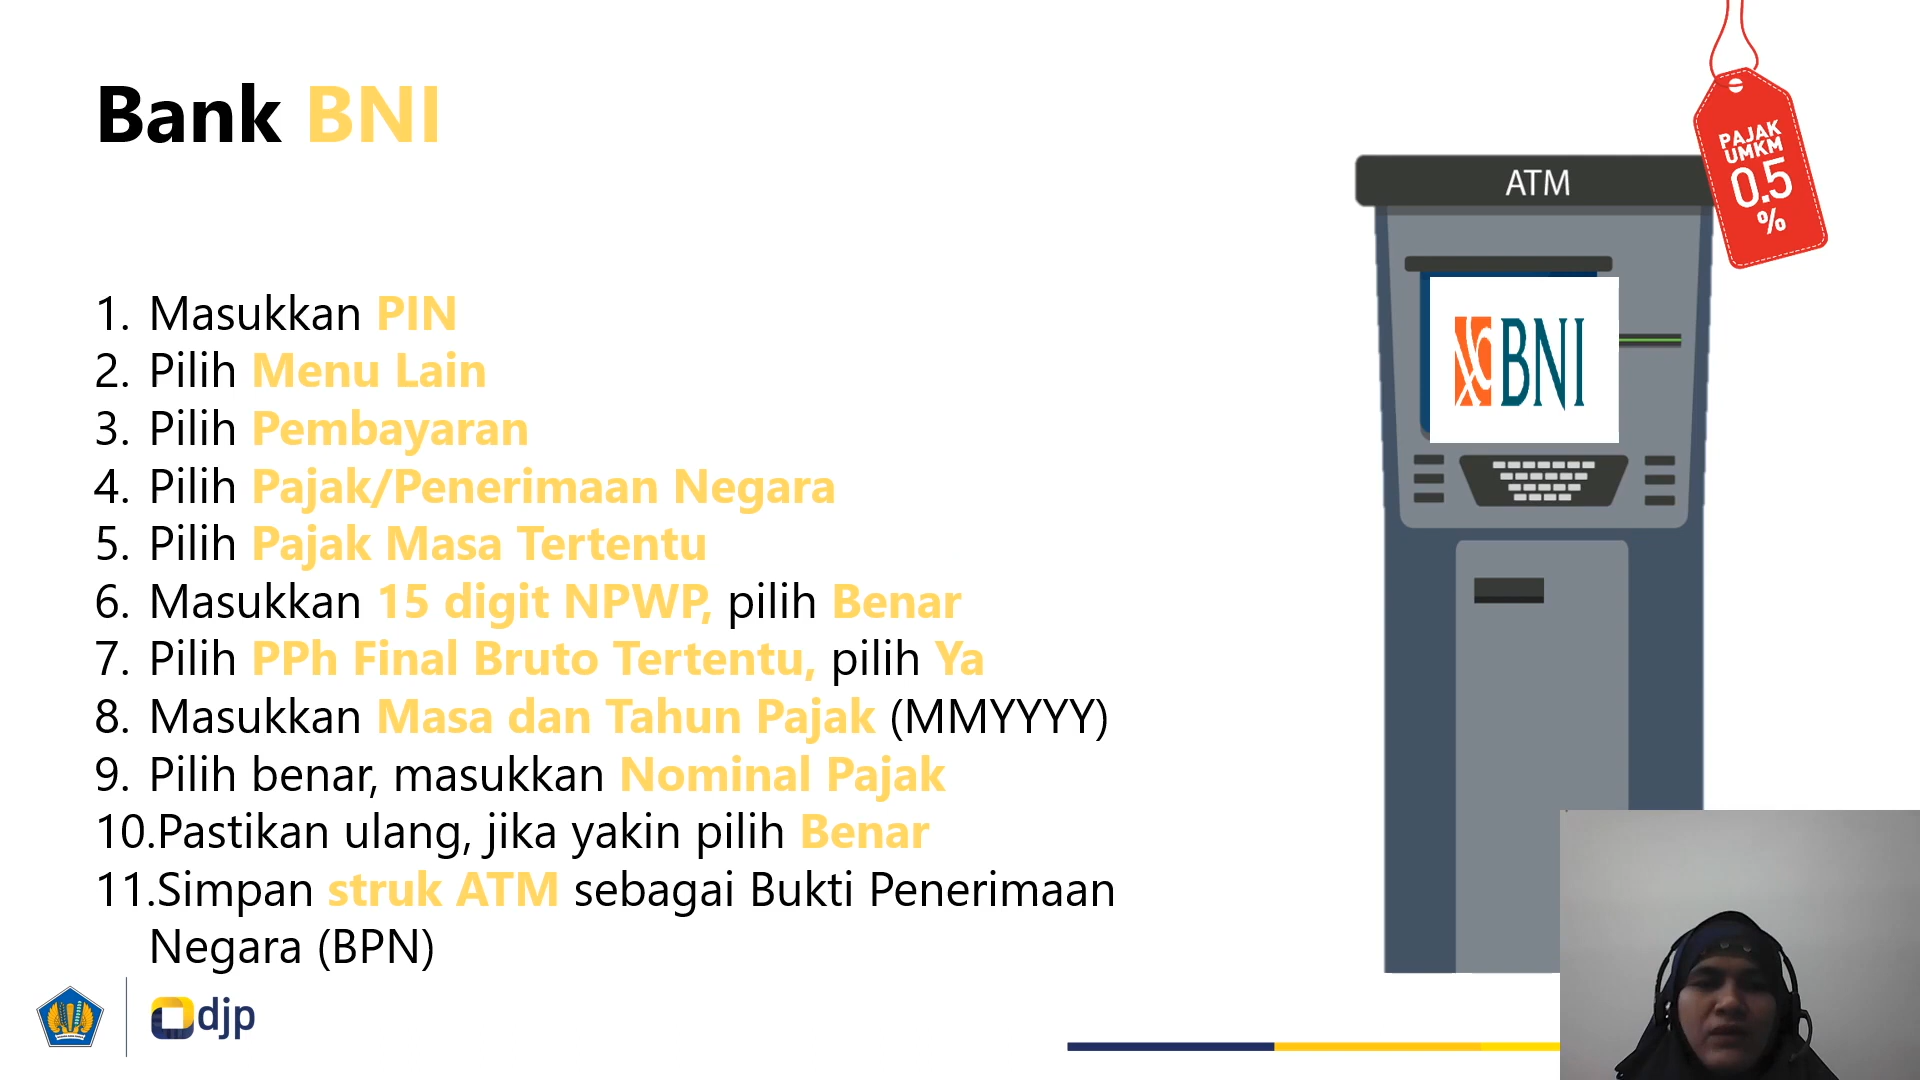 Bank BNI
ATM
PAJAK
UMKM
0.5
%
BNI
1. Masukkan PIN
2. Pilih Menu Lain
3. Pilih Pembayaran
4. Pilih Pajak/Penerimaan Negara
5. Pilih Pajak Masa Tertentu
6. Masukkan 15 digit NPWP, pilih Benar
7. Pilih PPh Final Bruto Tertentu, pilih Ya
8. Masukkan Masa dan Tahun Pajak (MMYYYY)
9. Pilih benar, masukkan Nominal Pajak
10.Pastikan ulang, jika yakin pilih Benar
11.Simpan struk ATM sebagai Bukti Penerimaan
Negara (BPN)
djp